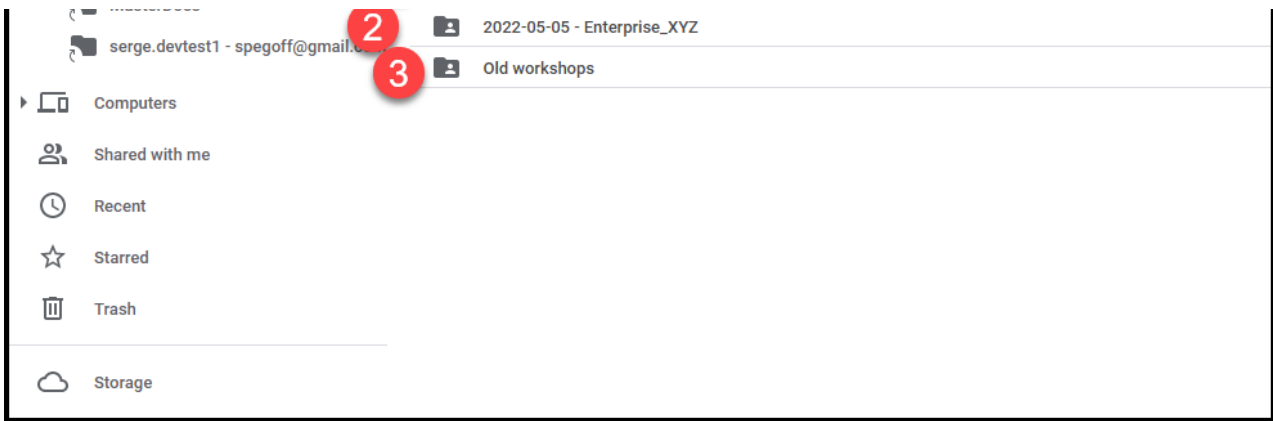 MasterDocs
2
2022-05-05 - Enterprise_XYZ
serge.devtest1 - spegoff@gmail.
3
Old workshops
Computers
Shared with me
Recent
Starred
Trash
Storage